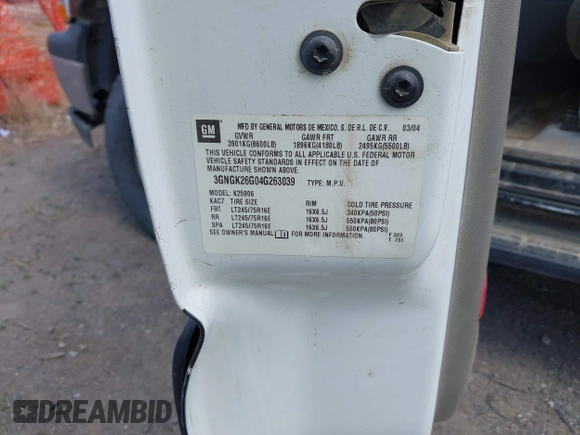 GM
MFD BY GENERAL MOTORS DE MEXICO, S. DE R.L. DE C.V. 03/04
GVWR GAWR FRT GAWR RR
3901KG(8600LB) 1896KG(4180LB) 2495KG(5500LB)
THIS VEHICLE CONFORMS TO ALL APPLICABLE U.S. FEDERAL MOTOR
VEHICLE SAFETY STANDARDS IN EFFECT ON THE DATE OF
MANUFACTURE SHOWN ABOVE.
3GNGK26G04G263039 TYPE: M.P.V.
MODEL: K25906
KAC7 TIRE SIZE RIM COLD TIRE PRESSURE
FRT LT245/75R16E 16X6.5J 340KPA(50PSI)
RR LT245/75R16E 16X6.5J 550KPA(80PSI)
SPA LT245/75R16E 16X6.5J 550KPA(80PSI)
SEE OWNER'S MANUAL FOR MORE INFORMATION.
F 323
T 731
DREAMBID